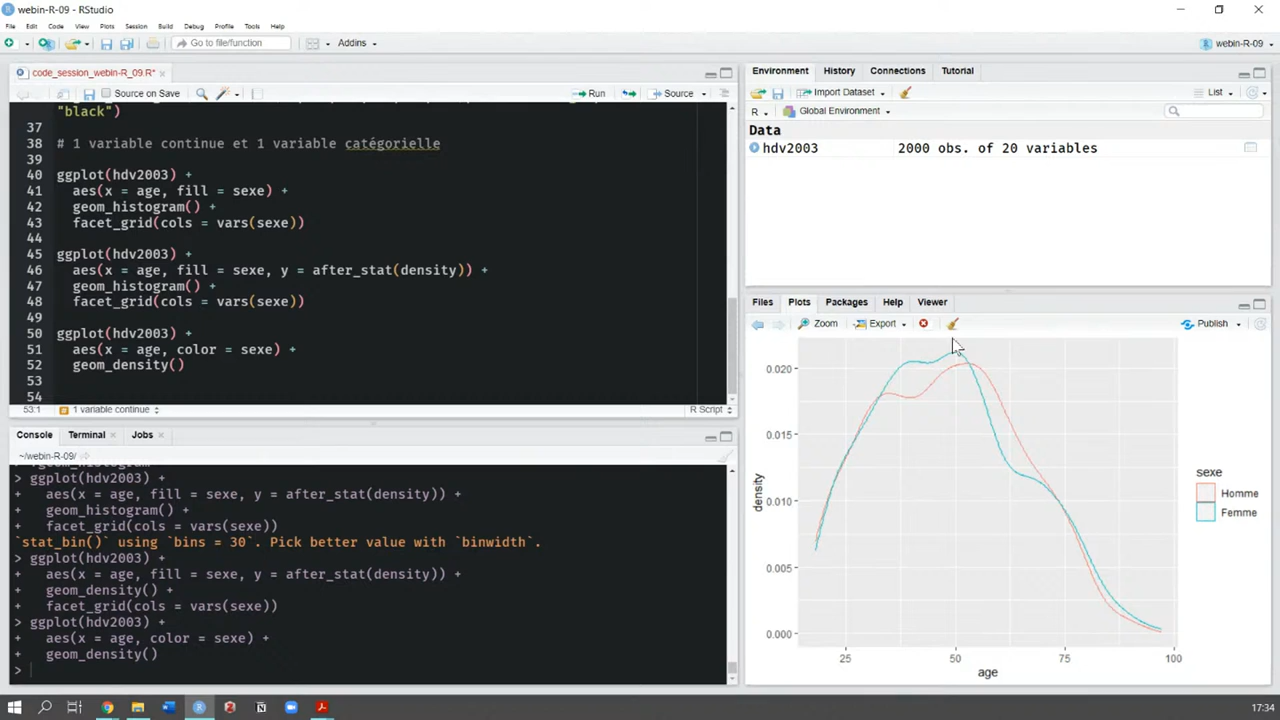 webin-R-09 - RStudio
File Edit Code View Plots Session Build Debug Profile Tools Help
Go to file/function
Addins
webin-R-09
code_session_webin-R_09.R*
Source on Save
Run
Source
"black")
37
38 # 1 variable continue et 1 variable catégorielle
39
40 ggplot(hdv2003) +
41 aes(x = age, fill = sexe) +
42 geom_histogram() +
43 facet_grid(cols = vars(sexe))
44
45 ggplot(hdv2003) +
46 aes(x = age, fill = sexe, y = after_stat(density)) +
47 geom_histogram() +
48 facet_grid(cols = vars(sexe))
49
50 ggplot(hdv2003) +
51 aes(x = age, color = sexe) +
52 geom_density()
53
54
53:1 1 variable continue R Script
Console Terminal Jobs
~/webin-R-09/
> ggplot(hdv2003) +
+ aes(x = age, fill = sexe, y = after_stat(density)) +
+ geom_histogram() +
+ facet_grid(cols = vars(sexe))
`stat_bin()` using `bins = 30`. Pick better value with `binwidth`.
> ggplot(hdv2003) +
+ aes(x = age, fill = sexe, y = after_stat(density)) +
+ geom_density() +
+ facet_grid(cols = vars(sexe))
> ggplot(hdv2003) +
+ aes(x = age, color = sexe) +
+ geom_density()
>
Environment History Connections Tutorial
Import Dataset
List
R Global Environment
Data
hdv2003 2000 obs. of 20 variables
Files Plots Packages Help Viewer
Zoom Export Publish
0.020
0.015
0.010
0.005
0.000
density
25 50 75 100
age
sexe
Homme
Femme
17:34